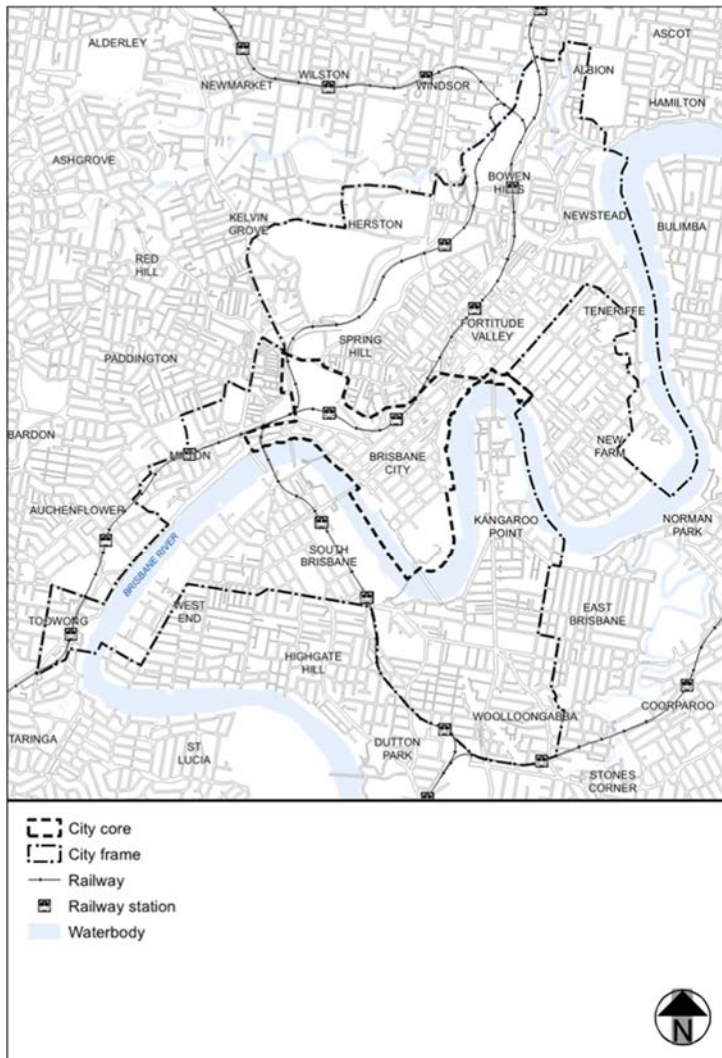 ASCOT
ALDERLEY
WILSTON
ALBION
NEWMARKET
WINDSOR
HAMILTON
ASHGROVE
BOWEN
HILLS
KELVIN
GROVE
HERSTON
NEWSTEAD
BULIMBA
RED
HILL
TENERIFFE
SPRING
HILL
FORTITUDE
VALLEY
PADDINGTON
BARDON
NEW
FARM
MILTON
BRISBANE
CITY
AUCHENFLOWER
KANGAROO
POINT
NORMAN
PARK
SOUTH
BRISBANE
BRISBANE RIVER
WEST
END
EAST
BRISBANE
TOOWONG
HIGHGATE
HILL
COORPAROO
WOOLLOONGABBA
TARINGA
ST
LUCIA
DUTTON
PARK
STONES
CORNER
City core
City frame
Railway
Railway station
Waterbody
N